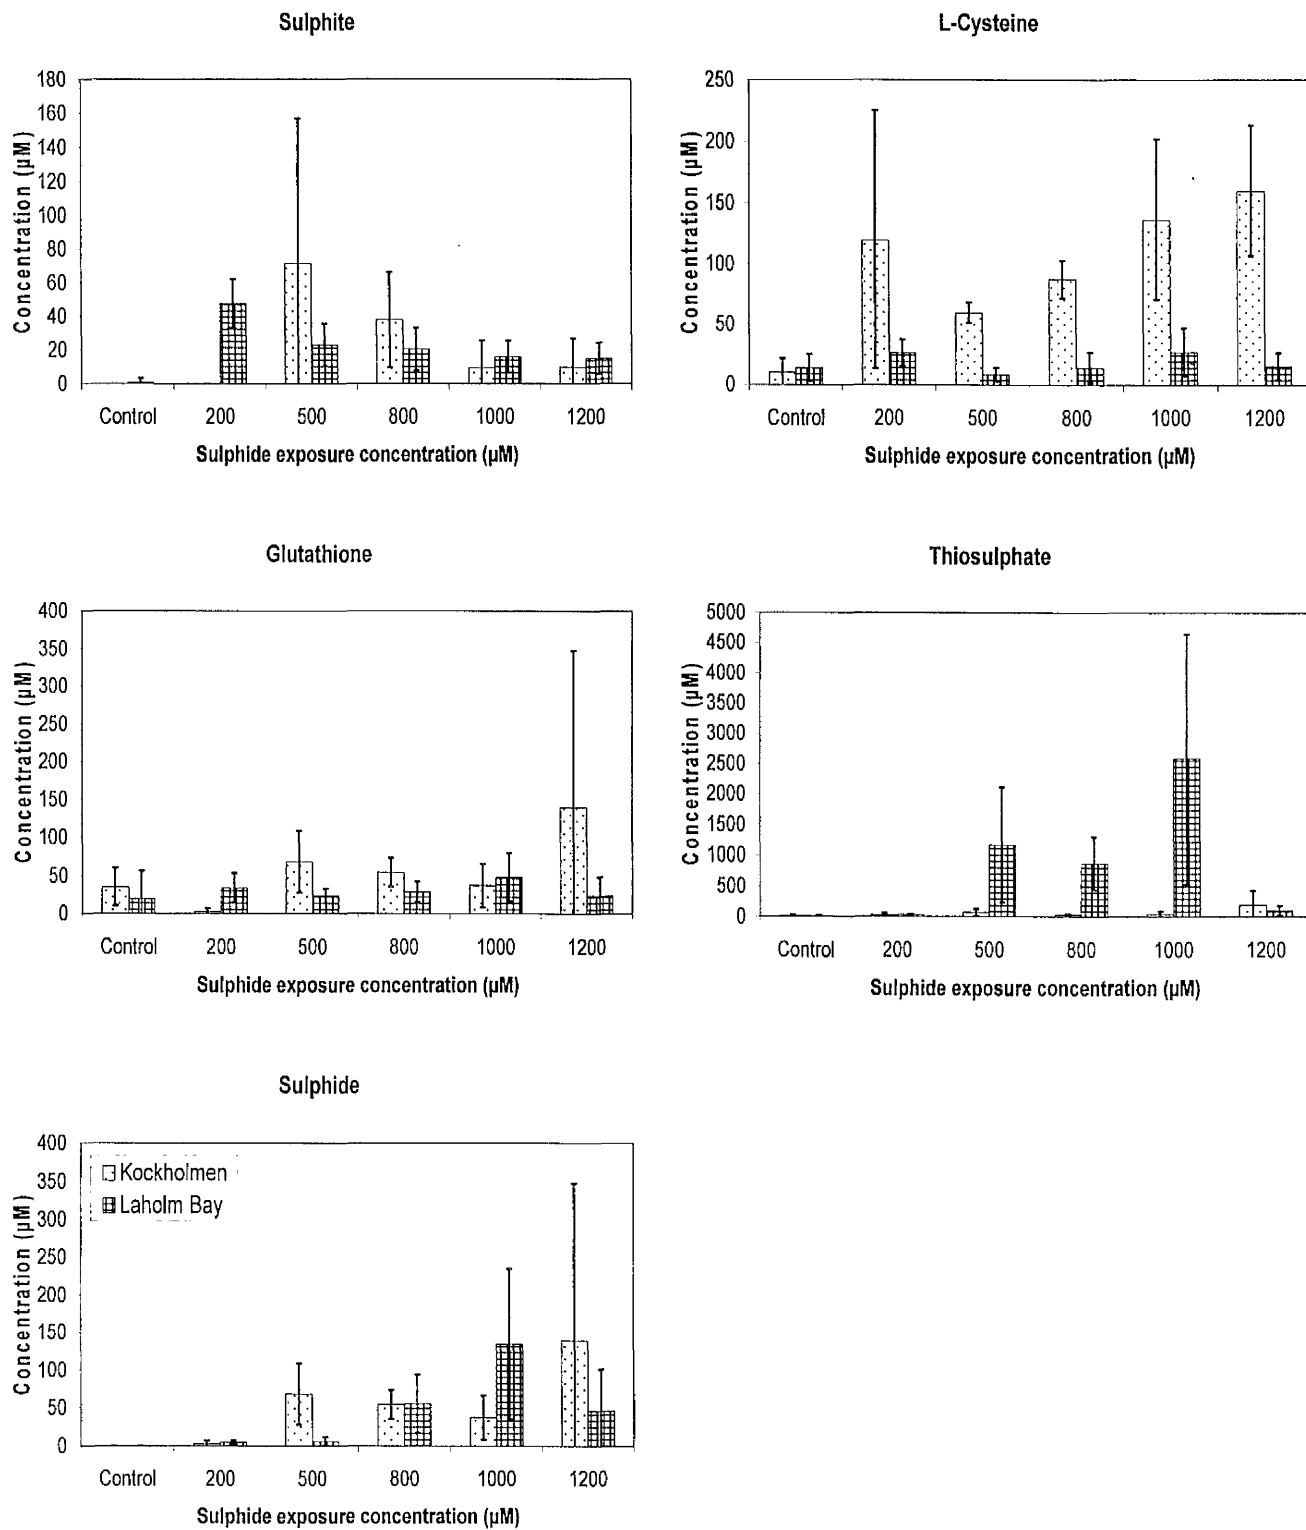 Sulphite
180
160
140
120
100
80
60
40
20
0
Concentration (µM)
Control 200 500 800 1000 1200
Sulphide exposure concentration (µM)
L-Cysteine
250
200
150
100
50
0
Concentration (µM)
Control 200 500 800 1000 1200
Sulphide exposure concentration (µM)
Glutathione
400
350
300
250
200
150
100
50
0
Concentration (µM)
Control 200 500 800 1000 1200
Sulphide exposure concentration (µM)
Thiosulphate
5000
4500
4000
3500
3000
2500
2000
1500
1000
500
0
Concentration (µM)
Control 200 500 800 1000 1200
Sulphide exposure concentration (µM)
Sulphide
400
350
300
250
200
150
100
50
0
Concentration (µM)
Kockholmen
Laholm Bay
Control 200 500 800 1000 1200
Sulphide exposure concentration (µM)